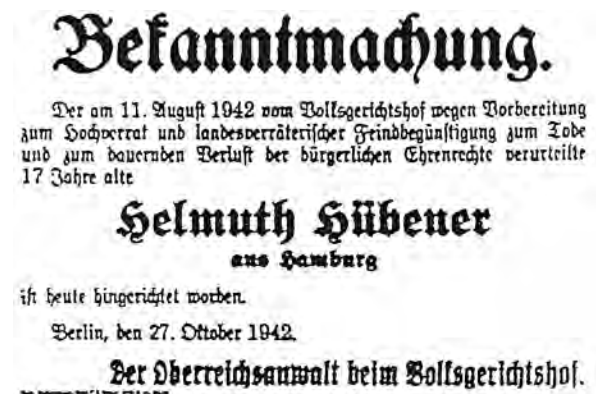 Bekanntmachung.
Der am 11. August 1942 vom Volksgerichtshof wegen Vorbereitung
zum Hochverrat und landesverräterischer Feindbegünstigung zum Tode
und zum dauernden Verlust der bürgerlichen Ehrenrechte verurteilte
17 Jahre alte
Helmuth Hübener
aus Hamburg
ist heute hingerichtet worden.
Berlin, den 27. Oktober 1942.
Der Oberreichsanwalt beim Volksgerichtshof.